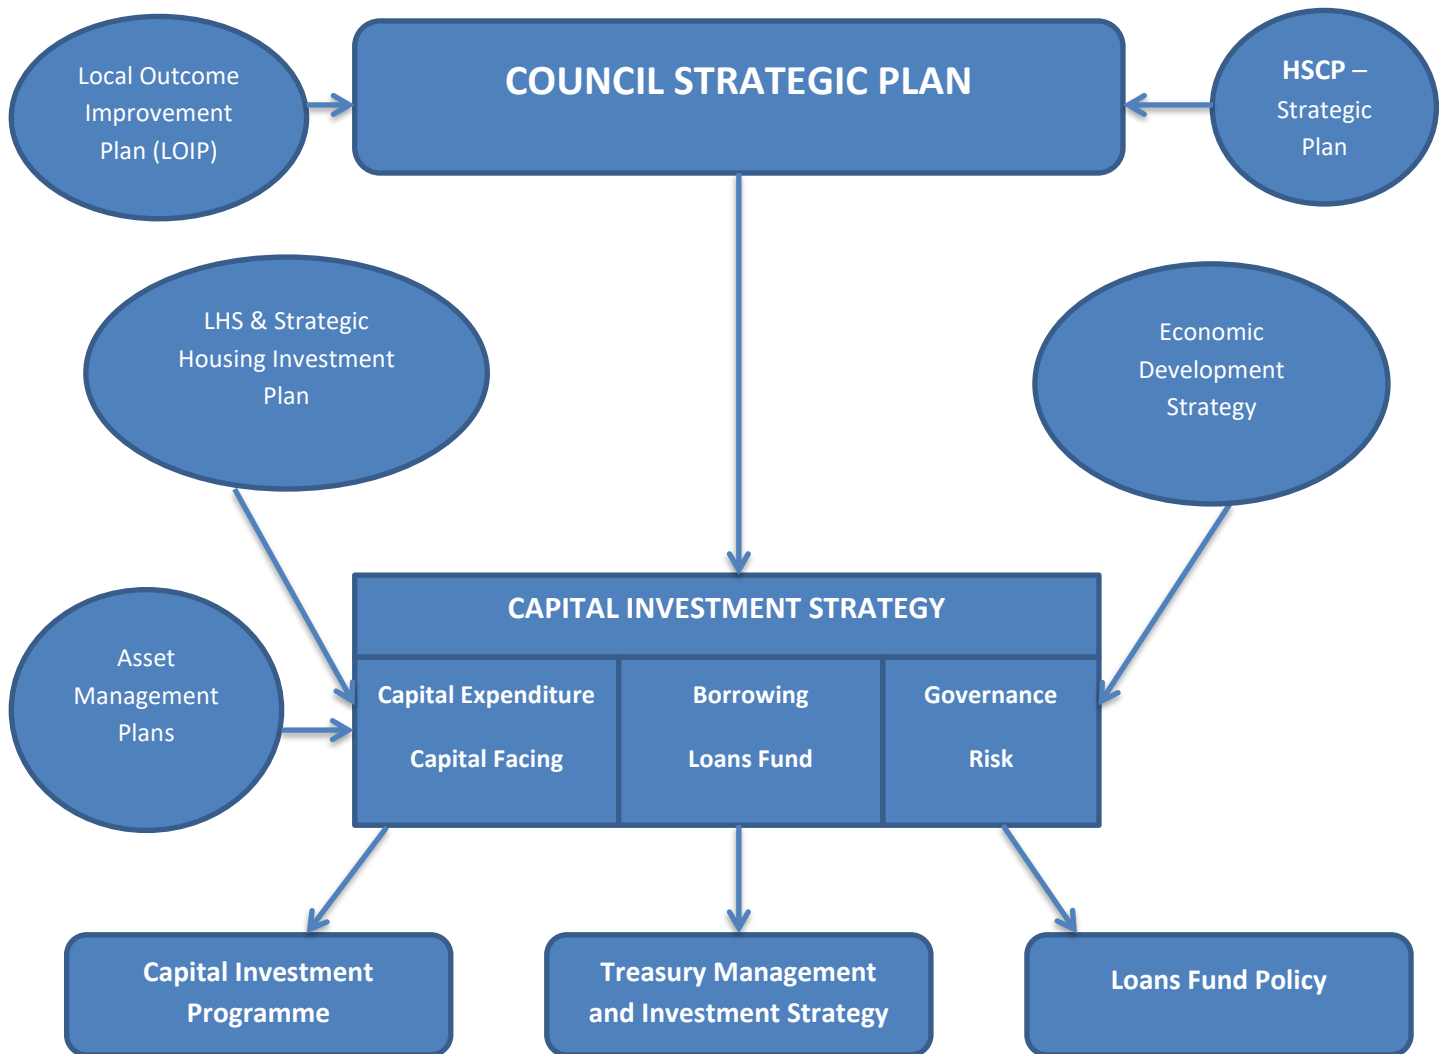 Local Outcome
Improvement
Plan (LOIP)
COUNCIL STRATEGIC PLAN
HSCP –
Strategic
Plan
LHS & Strategic
Housing Investment
Plan
Economic
Development
Strategy
Asset
Management
Plans
CAPITAL INVESTMENT STRATEGY
Capital Expenditure
Capital Facing
Borrowing
Loans Fund
Governance
Risk
Capital Investment
Programme
Treasury Management
and Investment Strategy
Loans Fund Policy